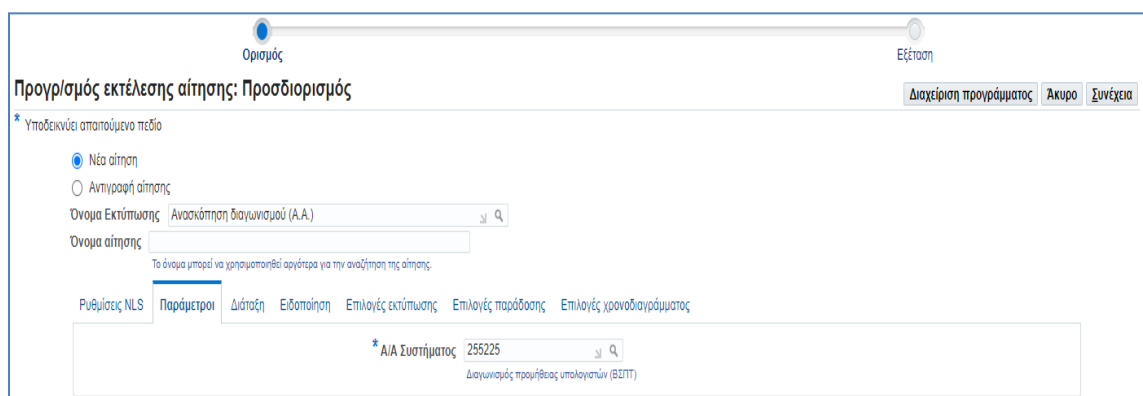 Ορισμός
Εξέταση
Προγρ/σμός εκτέλεσης αίτησης: Προσδιορισμός
Διαχείριση προγράμματος Άκυρο Συνέχεια
* Υποδεικνύει απαιτούμενο πεδίο
Νέα αίτηση
Αντιγραφή αίτησης
Όνομα Εκτύπωσης Ανασκόπηση διαγωνισμού (Α.Α.)
Όνομα αίτησης
Το όνομα μπορεί να χρησιμοποιηθεί αργότερα για την αναζήτηση της αίτησης.
Ρυθμίσεις NLS Παράμετροι Διάταξη Ειδοποίηση Επιλογές εκτύπωσης Επιλογές παράδοσης Επιλογές χρονοδιαγράμματος
* Α/Α Συστήματος 255225
Διαγωνισμός προμήθειας υπολογιστών (ΒΣΠΤ)